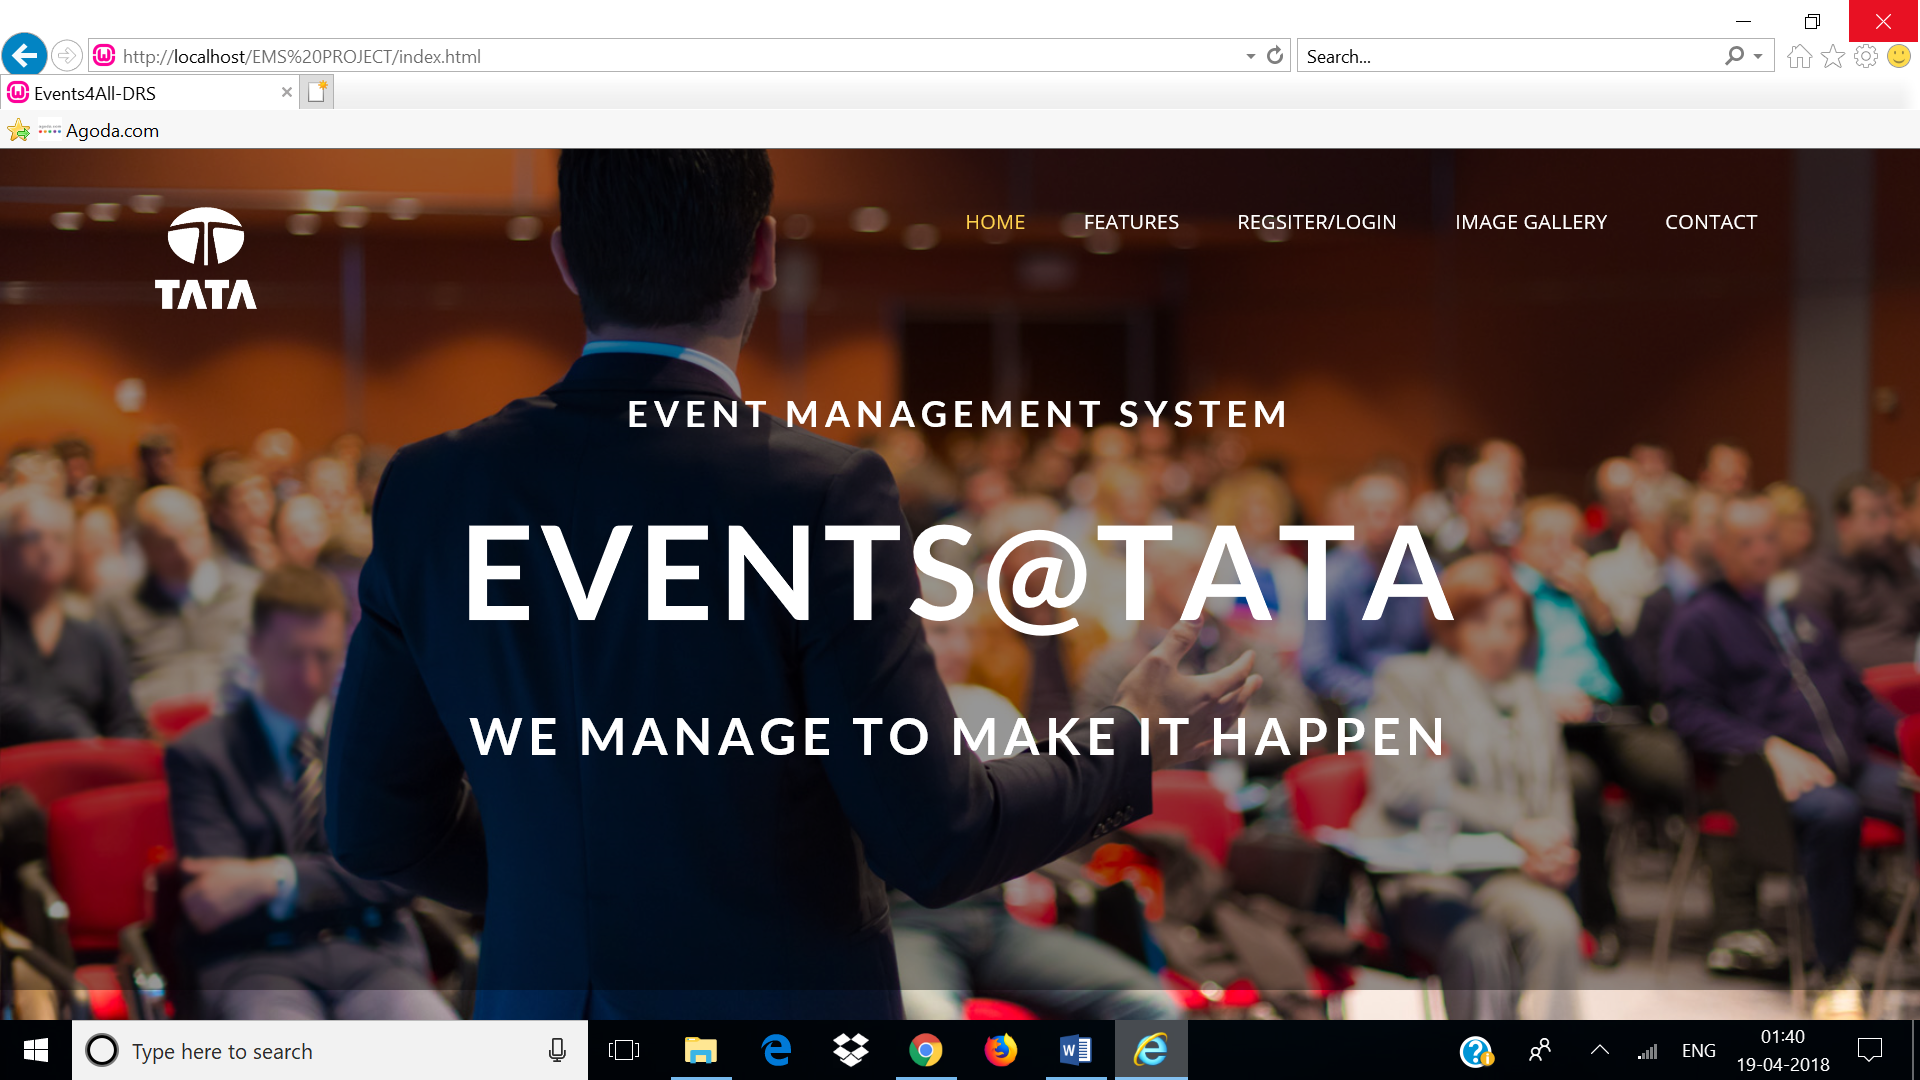 http://localhost/EMS%20PROJECT/index.html
Search...
Events4All-DRS
Agoda.com
TATA
HOME FEATURES REGSITER/LOGIN IMAGE GALLERY CONTACT
EVENT MANAGEMENT SYSTEM
EVENTS@TATA
WE MANAGE TO MAKE IT HAPPEN
Type here to search
ENG
01:40
19-04-2018